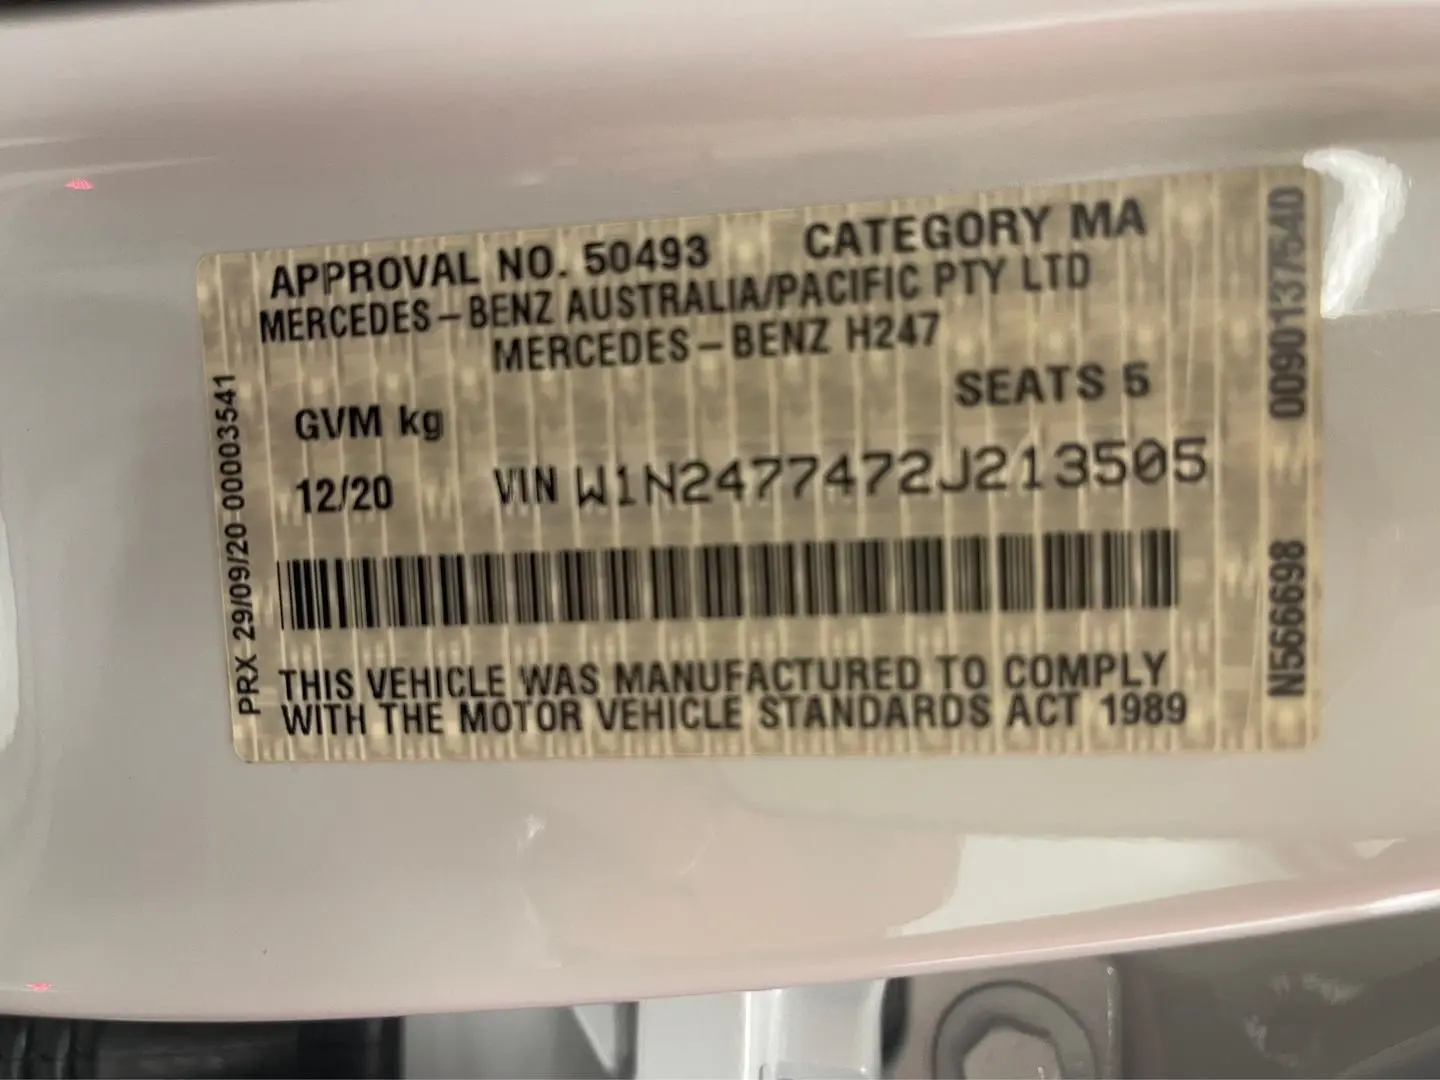 APPROVAL NO. 50493 CATEGORY MA
MERCEDES-BENZ AUSTRALIA/PACIFIC PTY LTD
MERCEDES-BENZ H247
SEATS 5
GVM kg
12/20 VIN W1N2477472J213505
THIS VEHICLE WAS MANUFACTURED TO COMPLY
WITH THE MOTOR VEHICLE STANDARDS ACT 1989
PRX 29/09/20 00003541
N566698 0090137540